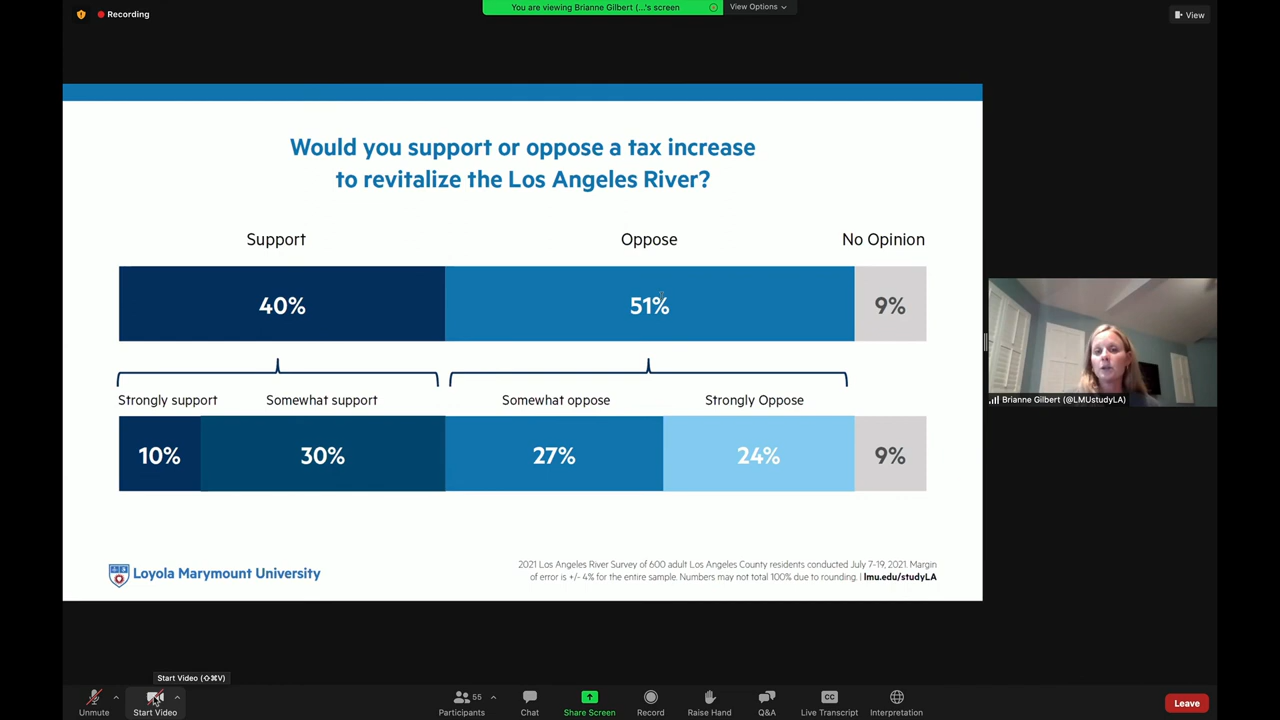 Recording
You are viewing Brianne Gilbert (...'s screen
View Options
View
Would you support or oppose a tax increase
to revitalize the Los Angeles River?
Support
Oppose
No Opinion
40%
51%
9%
Strongly support
Somewhat support
Somewhat oppose
Strongly Oppose
10%
30%
27%
24%
9%
Brianne Gilbert (@LMUstudyLA)
Loyola Marymount University
2021 Los Angeles River Survey of 600 adult Los Angeles County residents conducted July 7-19, 2021. Margin
of error is +/- 4% for the entire sample. Numbers may not total 100% due to rounding. | lmu.edu/studyLA
Start Video (⇧⌘V)
Unmute
Start Video
55
Participants
Chat
Share Screen
Record
Raise Hand
Q&A
CC
Live Transcript
Interpretation
Leave